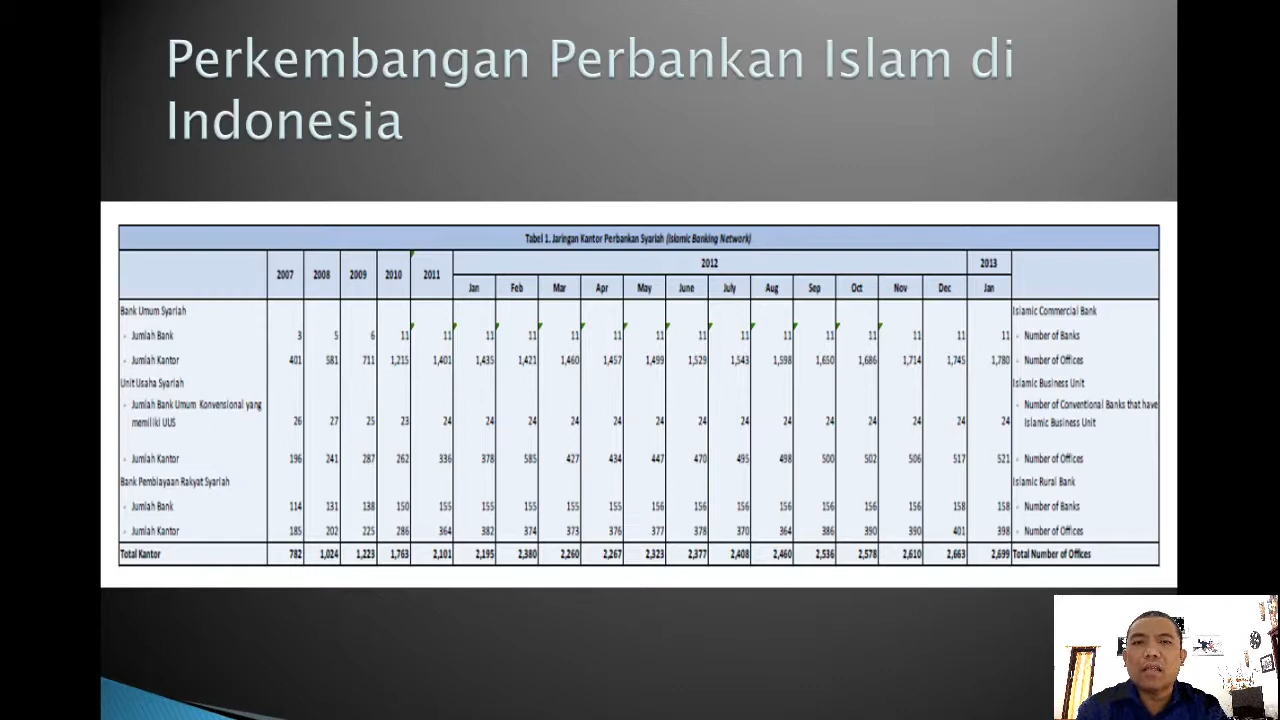 Perkembangan Perbankan Islam di
Indonesia
Tabel 1. Jaringan Kantor Perbankan Syariah (Islamic Banking Network)
2007 2008 2009 2010 2011 2012 2013
Jan Feb Mar Apr May June July Aug Sep Oct Nov Dec Jan
Bank Umum Syariah Islamic Commercial Bank
- Jumlah Bank 3 5 6 11 11 11 11 11 11 11 11 11 11 11 11 11 11 11 - Number of Banks
- Jumlah Kantor 401 581 711 1,215 1,401 1,435 1,421 1,460 1,457 1,499 1,529 1,543 1,598 1,650 1,686 1,714 1,745 1,780 - Number of Offices
Unit Usaha Syariah Islamic Business Unit
- Jumlah Bank Umum Konvensional yang - Number of Conventional Banks that have
memiliki UUS 26 27 25 23 24 24 24 24 24 24 24 24 24 24 24 24 24 24 Islamic Business Unit
- Jumlah Kantor 196 241 287 262 336 378 585 427 434 447 470 495 498 500 502 506 517 521 - Number of Offices
Bank Pembiayaan Rakyat Syariah Islamic Rural Bank
- Jumlah Bank 114 131 138 150 155 155 155 155 155 156 156 156 156 156 156 156 158 158 - Number of Banks
- Jumlah Kantor 185 202 225 286 364 382 374 373 376 377 378 370 364 386 390 390 401 398 - Number of Offices
Total Kantor 782 1,024 1,223 1,763 2,101 2,195 2,380 2,260 2,267 2,323 2,377 2,408 2,460 2,536 2,578 2,610 2,663 2,699 Total Number of Offices